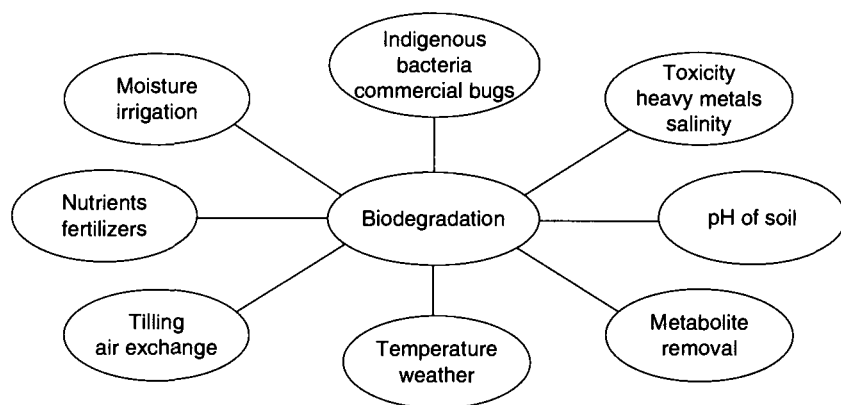 Indigenous
bacteria
commercial bugs
Moisture
irrigation
Toxicity
heavy metals
salinity
Nutrients
fertilizers
Biodegradation
pH of soil
Tilling
air exchange
Temperature
weather
Metabolite
removal